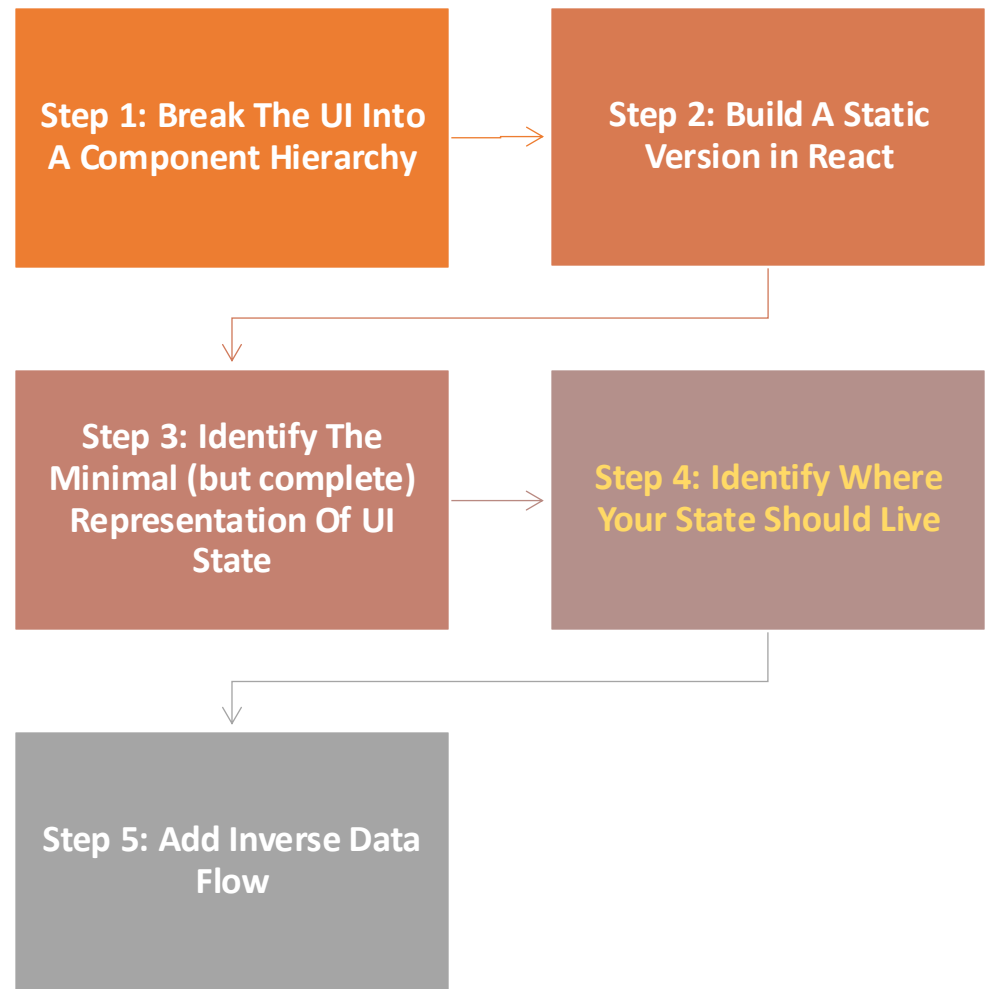 Step 1: Break The UI Into
A Component Hierarchy
Step 2: Build A Static
Version in React
Step 3: Identify The
Minimal (but complete)
Representation Of UI
State
Step 4: Identify Where
Your State Should Live
Step 5: Add Inverse Data
Flow